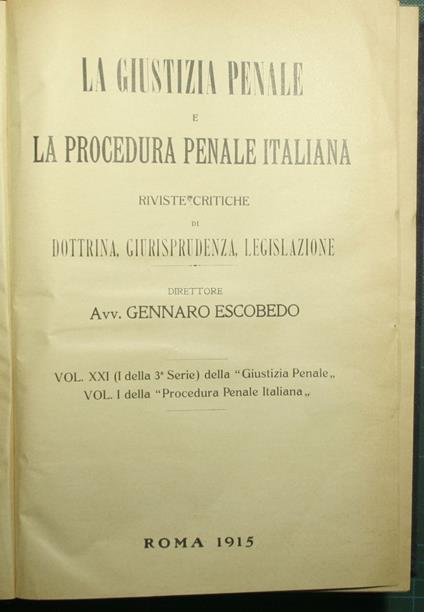 LA GIUSTIZIA PENALE
E
LA PROCEDURA PENALE ITALIANA
RIVISTE CRITICHE
DI
DOTTRINA, GIURISPRUDENZA, LEGISLAZIONE
DIRETTORE
Avv. GENNARO ESCOBEDO
VOL. XXI (I della 3ª Serie) della "Giustizia Penale„
VOL. I della "Procedura Penale Italiana„
ROMA 1915